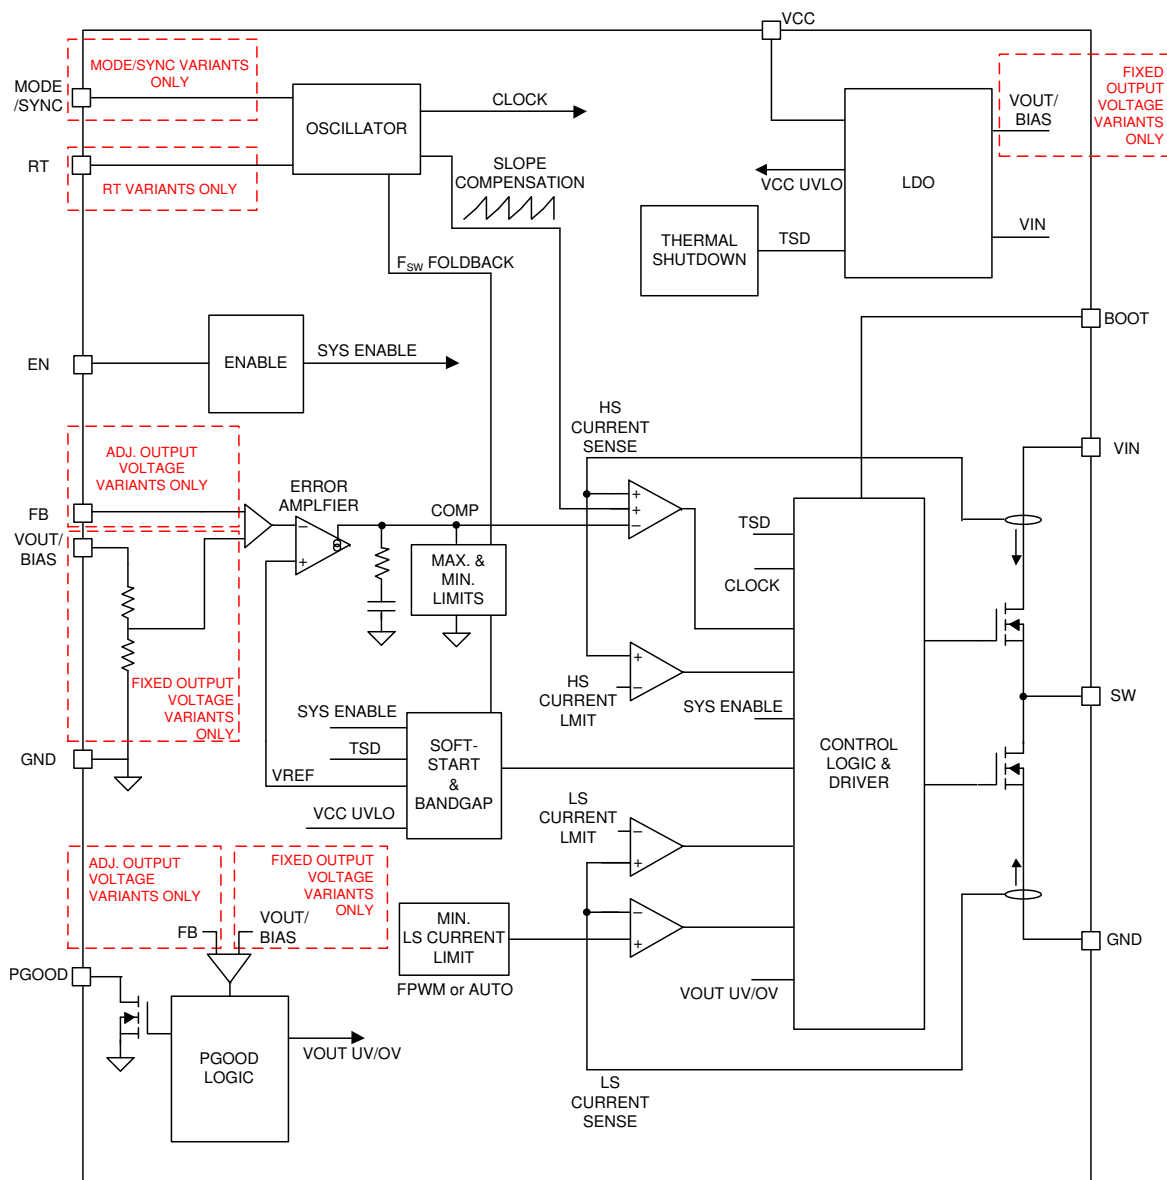 VCC
MODE/SYNC VARIANTS
ONLY
MODE
/SYNC
OSCILLATOR
CLOCK
VOUT/
BIAS
FIXED
OUTPUT
VOLTAGE
VARIANTS
ONLY
RT
RT VARIANTS ONLY
SLOPE
COMPENSATION
VCC UVLO
LDO
THERMAL
SHUTDOWN
TSD
VIN
FSW FOLDBACK
BOOT
EN
ENABLE
SYS ENABLE
HS
CURRENT
SENSE
VIN
ADJ. OUTPUT
VOLTAGE
VARIANTS ONLY
FB
ERROR
AMPLFIER
COMP
VOUT/
BIAS
MAX. &
MIN.
LIMITS
TSD
CLOCK
FIXED OUTPUT
VOLTAGE
VARIANTS
ONLY
HS
CURRENT
LMIT
SYS ENABLE
SW
GND
SYS ENABLE
TSD
VREF
VCC UVLO
SOFT-
START
&
BANDGAP
CONTROL
LOGIC &
DRIVER
LS
CURRENT
LMIT
ADJ. OUTPUT
VOLTAGE
VARIANTS ONLY
FIXED OUTPUT
VOLTAGE
VARIANTS
ONLY
FB
VOUT/
BIAS
MIN.
LS CURRENT
LIMIT
FPWM or AUTO
GND
PGOOD
VOUT UV/OV
PGOOD
LOGIC
VOUT UV/OV
LS
CURRENT
SENSE